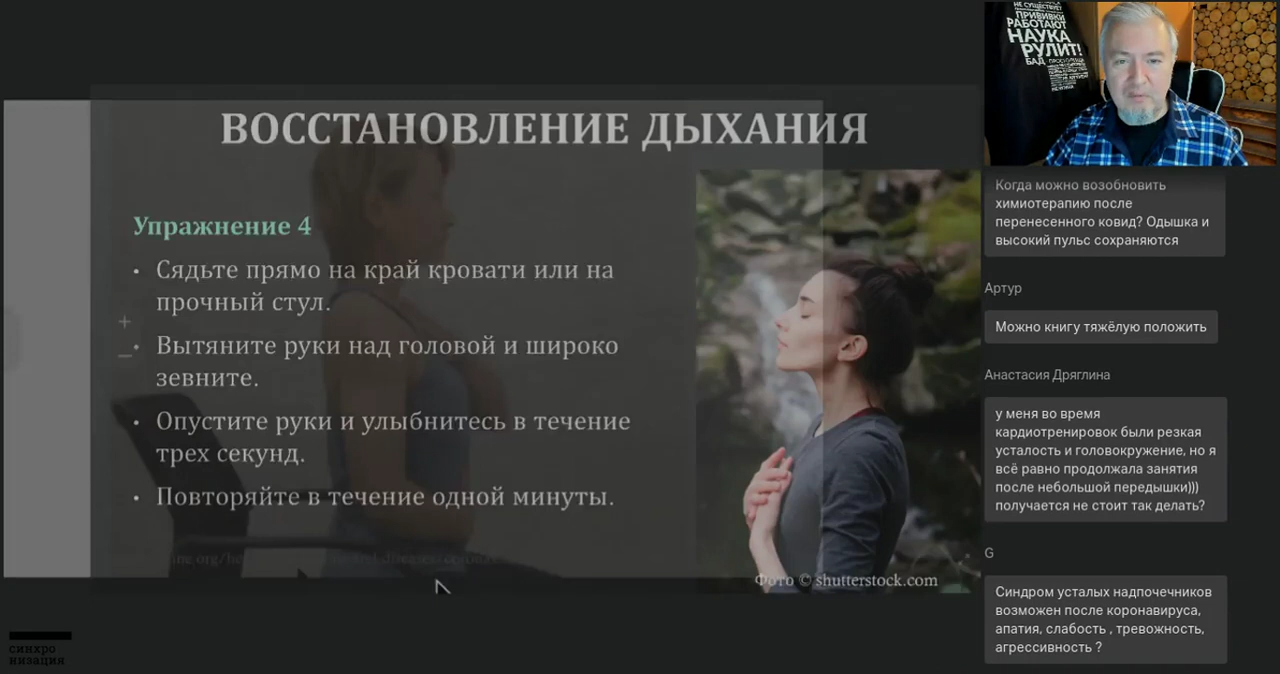 ВОССТАНОВЛЕНИЕ ДЫХАНИЯ
Упражнение 4
• Сядьте прямо на край кровати или на
прочный стул.
• Вытяните руки над головой и широко
зевните.
• Опустите руки и улыбнитесь в течение
трех секунд.
• Повторяйте в течение одной минуты.
Фото © shutterstock.com
синхро
низация
ПРИВИВКИ
РАБОТАЮТ
НАУКА
РУЛИТ!
БАД
Когда можно возобновить
химиотерапию после
перенесенного ковид? Одышка и
высокий пульс сохраняются
Артур
Можно книгу тяжёлую положить
Анастасия Дряглина
у меня во время
кардиотренировок были резкая
усталость и головокружение, но я
всё равно продолжала занятия
после небольшой передышки)))
получается не стоит так делать?
G
Синдром усталых надпочечников
возможен после коронавируса,
апатия, слабость , тревожность,
агрессивность ?